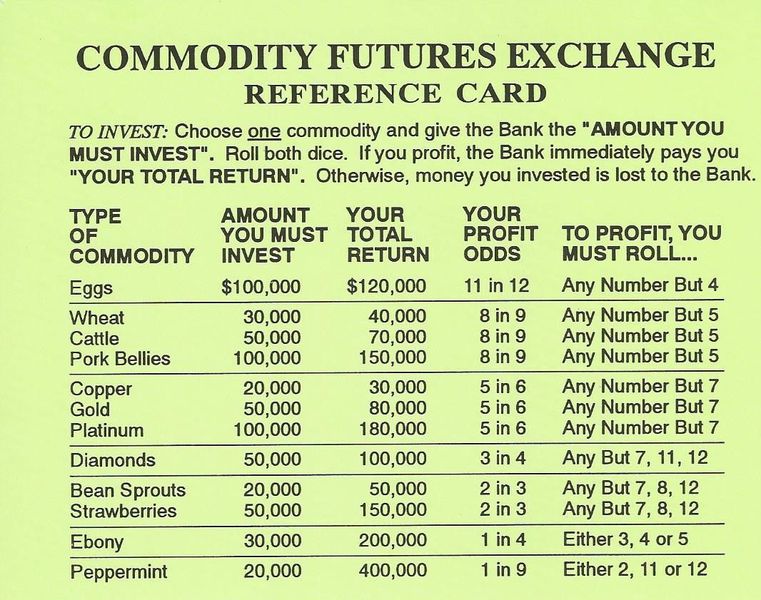 COMMODITY FUTURES EXCHANGE
REFERENCE CARD
TO INVEST: Choose one commodity and give the Bank the "AMOUNT YOU
MUST INVEST". Roll both dice. If you profit, the Bank immediately pays you
"YOUR TOTAL RETURN". Otherwise, money you invested is lost to the Bank.
TYPE AMOUNT YOUR YOUR
OF YOU MUST TOTAL PROFIT TO PROFIT, YOU
COMMODITY INVEST RETURN ODDS MUST ROLL...
Eggs $100,000 $120,000 11 in 12 Any Number But 4
Wheat 30,000 40,000 8 in 9 Any Number But 5
Cattle 50,000 70,000 8 in 9 Any Number But 5
Pork Bellies 100,000 150,000 8 in 9 Any Number But 5
Copper 20,000 30,000 5 in 6 Any Number But 7
Gold 50,000 80,000 5 in 6 Any Number But 7
Platinum 100,000 180,000 5 in 6 Any Number But 7
Diamonds 50,000 100,000 3 in 4 Any But 7, 11, 12
Bean Sprouts 20,000 50,000 2 in 3 Any But 7, 8, 12
Strawberries 50,000 150,000 2 in 3 Any But 7, 8, 12
Ebony 30,000 200,000 1 in 4 Either 3, 4 or 5
Peppermint 20,000 400,000 1 in 9 Either 2, 11 or 12